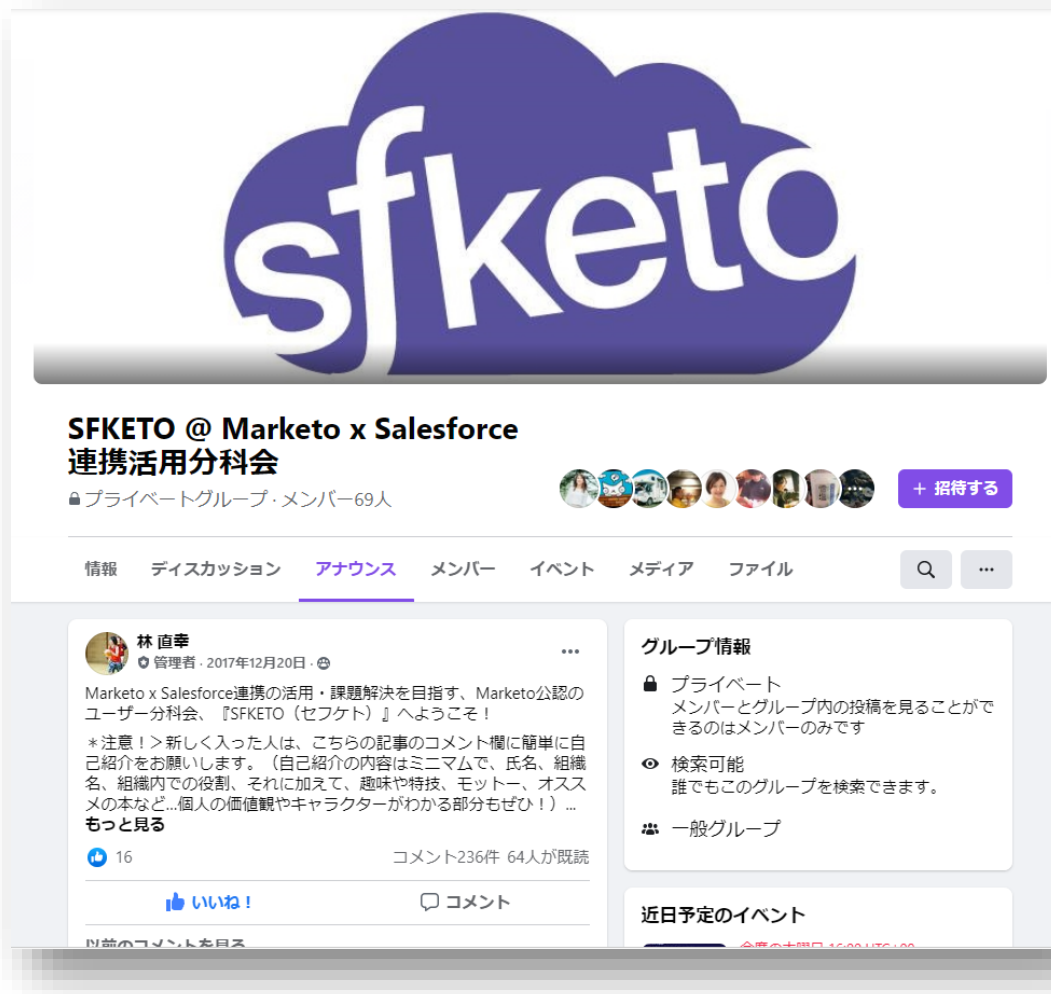 sfketo
SFKETO @ Marketo x Salesforce
連携活用分科会
プライベートグループ · メンバー69人
+ 招待する
情報 ディスカッション アナウンス メンバー イベント メディア ファイル
林 直幸
管理者 · 2017年12月20日 ·
Marketo x Salesforce連携の活用・課題解決を目指す、Marketo公認の
ユーザー分科会、『SFKETO（セフケト）』へようこそ！
＊注意！＞新しく入った人は、こちらの記事のコメント欄に簡単に自
己紹介をお願いします。（自己紹介の内容はミニマムで、氏名、組織
名、組織内での役割、それに加えて、趣味や特技、モットー、オスス
メの本など...個人の価値観やキャラクターがわかる部分もぜひ！）...
もっと見る
16 コメント236件 64人が既読
いいね！ コメント
以前のコメントを見る
グループ情報
プライベート
メンバーとグループ内の投稿を見ることがで
きるのはメンバーのみです
検索可能
誰でもこのグループを検索できます。
一般グループ
近日予定のイベント